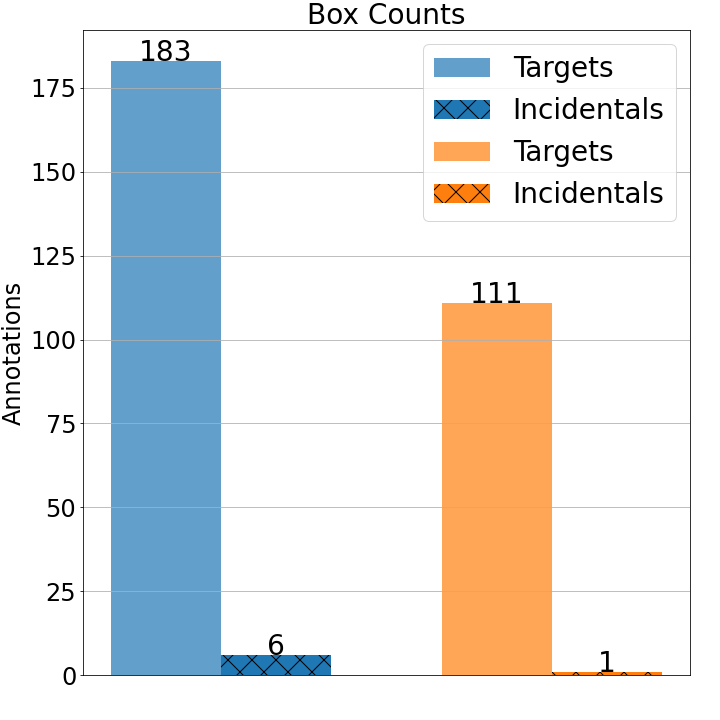 Box Counts
183
Targets
Incidentals
Targets
Incidentals
175
150
125
111
100
75
50
25
6
1
0
Annotations